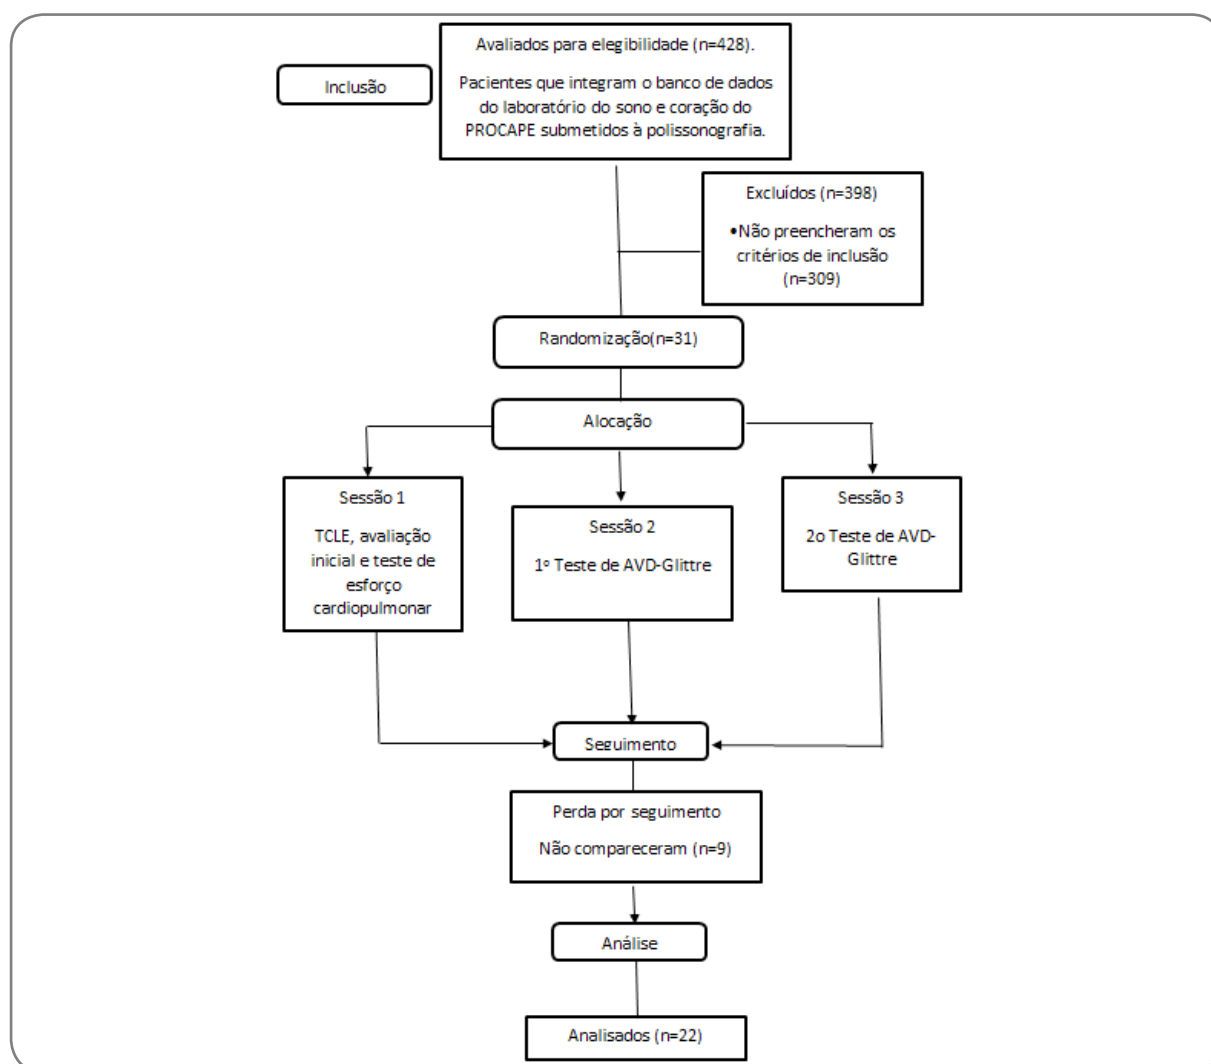 Avaliados para elegibilidade (n=428).
Inclusão
Pacientes que integram o banco de dados
do laboratório do sono e coração do
PROCAPE submetidos à polissonografia.
Excluídos (n=398)
•Não preencheram os
critérios de inclusão
(n=309)
Randomização(n=31)
Alocação
Sessão 1
TCLE, avaliação
inicial e teste de
esforço
cardiopulmonar
Sessão 2
1º Teste de AVD-Glittre
Sessão 3
2o Teste de AVD-
Glittre
Seguimento
Perda por seguimento
Não compareceram (n=9)
Análise
Analisados (n=22)